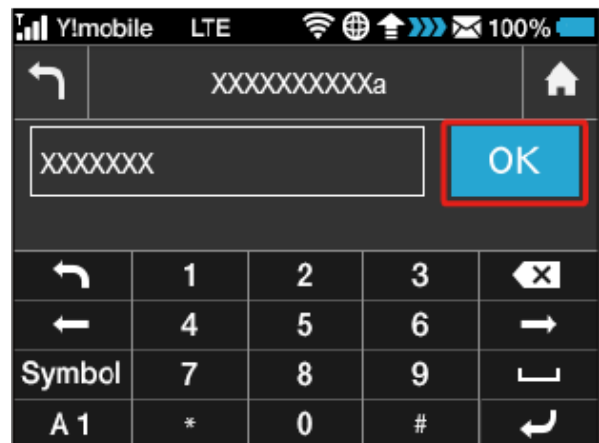 Y!mobile LTE 100%
XXXXXXXXXXa
XXXXXXX OK
1 2 3
4 5 6
Symbol 7 8 9
A 1 * 0 #